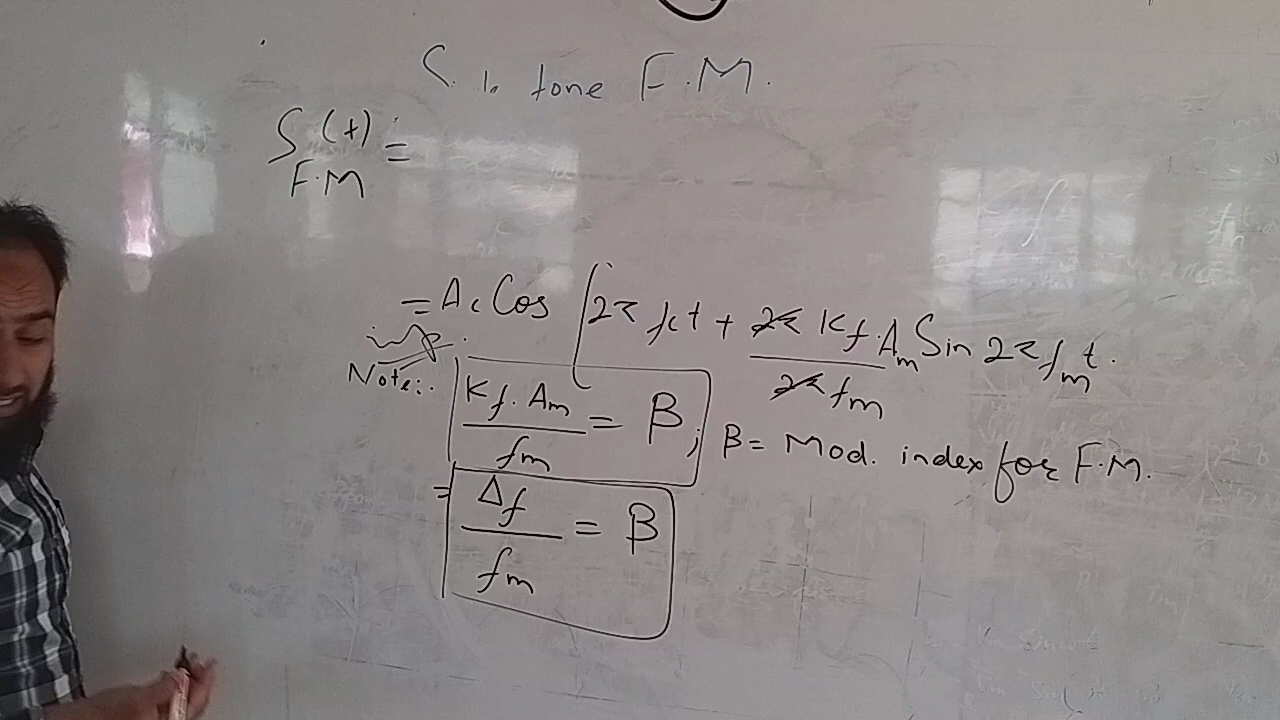 S. tone F.M.
S(t) =
F.M
= Ac Cos [2π fct + 2π Kf.Am Sin 2π fm t.
2π fm
imp.
Note:.
Kf. Am = β ; β = Mod. index for F.M.
fm
= Δf = β
fm